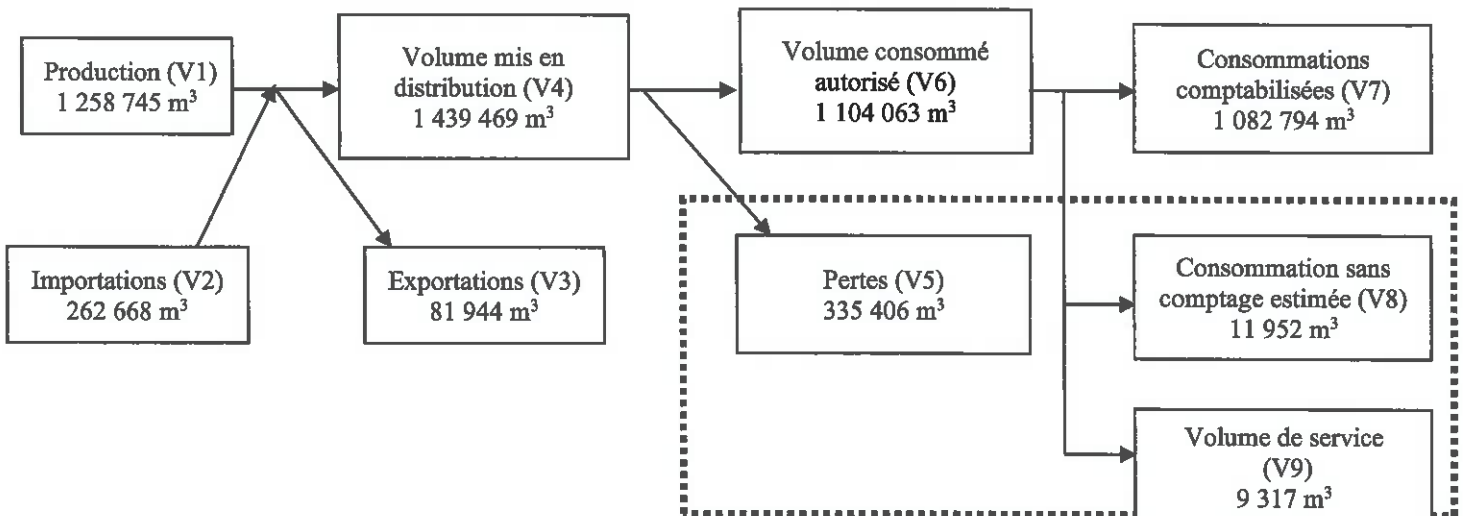 Production (V1)
1 258 745 m³
Volume mis en
distribution (V4)
1 439 469 m³
Volume consommé
autorisé (V6)
1 104 063 m³
Consommations
comptabilisées (V7)
1 082 794 m³
Importations (V2)
262 668 m³
Exportations (V3)
81 944 m³
Pertes (V5)
335 406 m³
Consommation sans
comptage estimée (V8)
11 952 m³
Volume de service
(V9)
9 317 m³